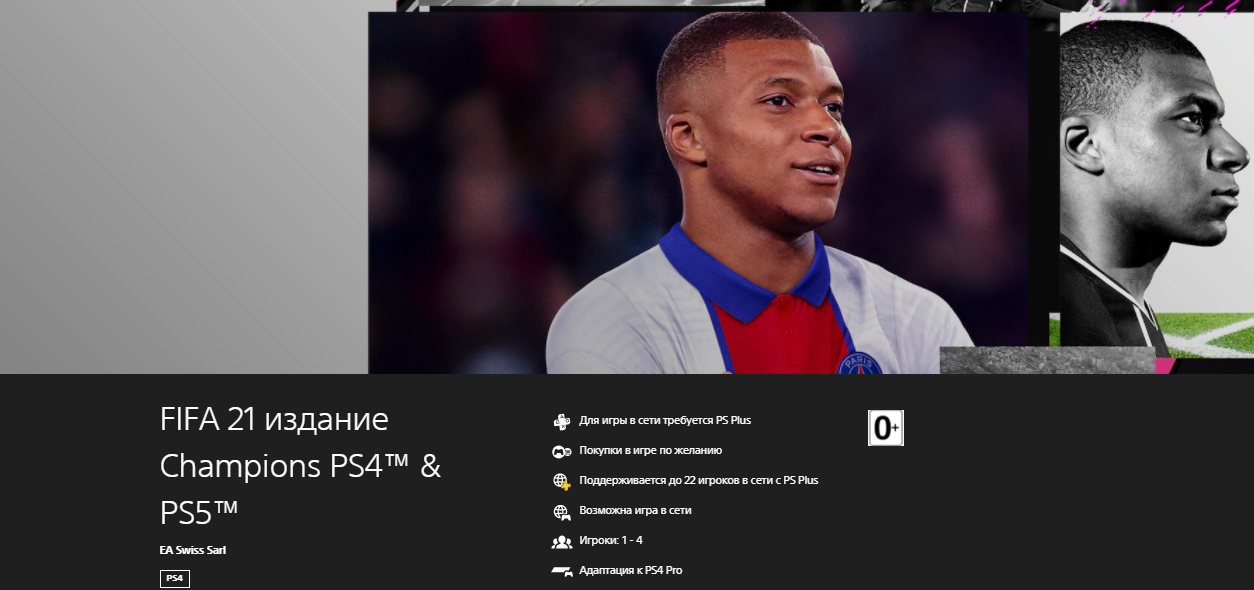 PARIS
FIFA 21 издание
Champions PS4™ &
PS5™
EA Swiss Sarl
PS4
Для игры в сети требуется PS Plus
Покупки в игре по желанию
Поддерживается до 22 игроков в сети с PS Plus
Возможна игра в сети
Игроки: 1 - 4
Адаптация к PS4 Pro
0+